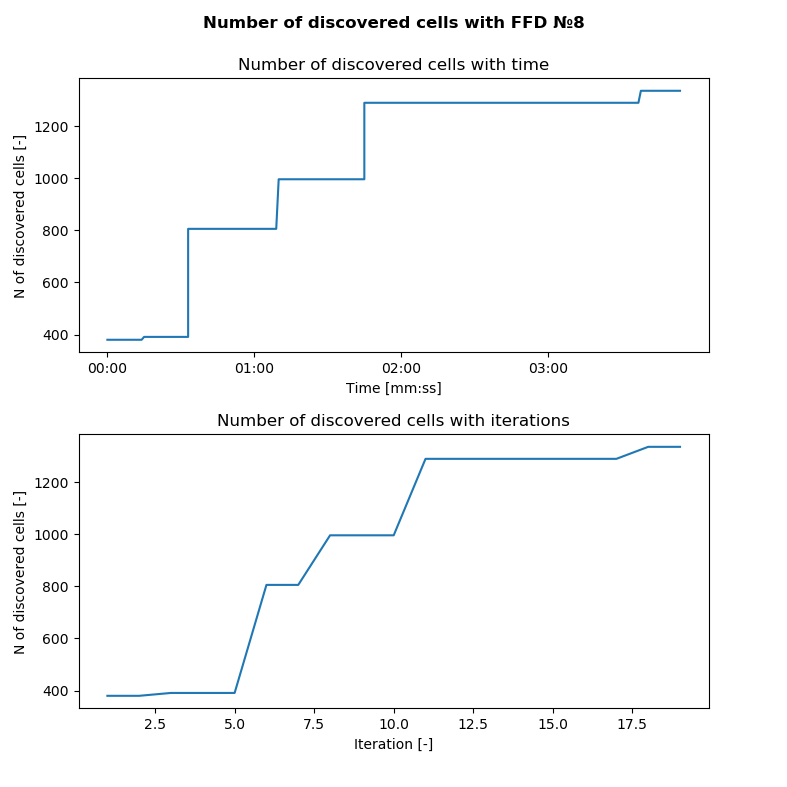 Number of discovered cells with FFD №8
Number of discovered cells with time
N of discovered cells [-]
1200
1000
800
600
400
00:00 01:00 02:00 03:00
Time [mm:ss]
Number of discovered cells with iterations
N of discovered cells [-]
1200
1000
800
600
400
2.5 5.0 7.5 10.0 12.5 15.0 17.5
Iteration [-]